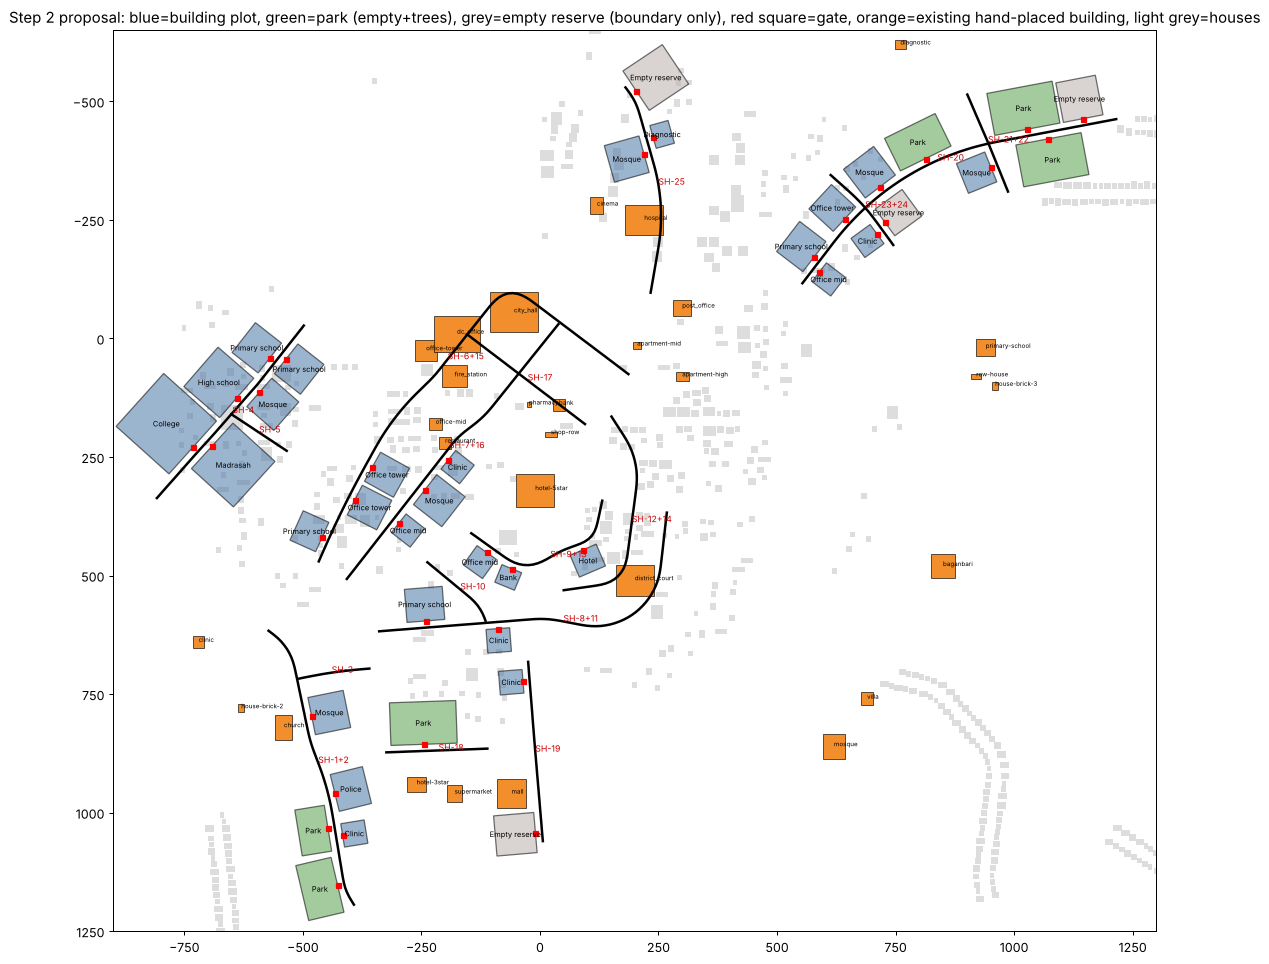 Step 2 proposal: blue=building plot, green=park (empty+trees), grey=empty reserve (boundary only), red square=gate, orange=existing hand-placed building, light grey=houses
diagnostic
Empty reserve
Empty reserve
Park
−500
Diagnostic
Park
SH-21+22
Mosque
SH-20
Park
SH-25
Mosque
Mosque
cinema
hospital
Office tower
SH-23+24
Empty reserve
−250
Primary school
Clinic
Office mid
post_office
city_hall
dc_office
office-tower
SH-6+15
apartment-mid
primary-school
0
Primary school
Primary school
fire_station
SH-17
apartment-high
row-house
house-brick-3
High school
Mosque
pharmacy
bank
SH-4
College
SH-5
office-mid
restaurant
shop-row
SH-7+16
250
Madrasah
Office tower
Clinic
hotel-5star
Office tower
Mosque
Primary school
Office mid
SH-12+14
SH-9+13
Office mid
Hotel
Bank
district_court
baganbari
500
SH-10
Primary school
SH-8+11
clinic
Clinic
SH-3
Clinic
house-brick-2
villa
750
Mosque
church
Park
SH-18
SH-19
mosque
SH-1+2
hotel-3star
supermarket
mall
Police
1000
Park
Clinic
Empty reserve
Park
1250
−750
−500
−250
0
250
500
750
1000
1250